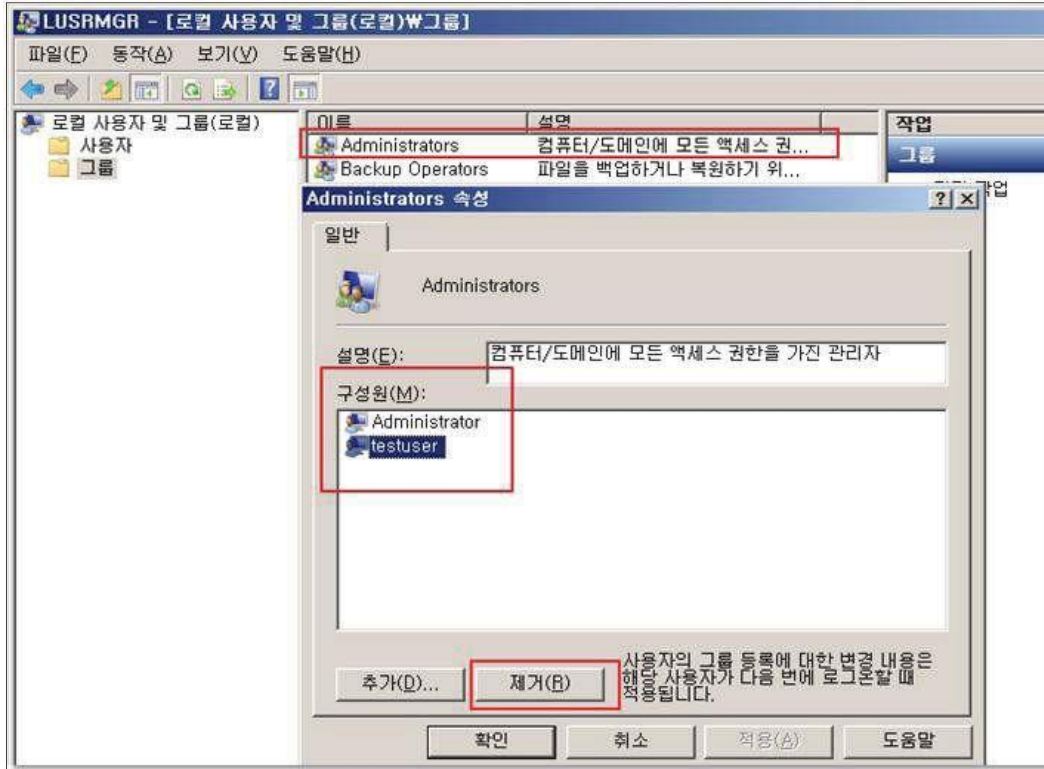 LUSRMGR - [로컬 사용자 및 그룹(로컬)₩그룹]
파일(F) 동작(A) 보기(V) 도움말(H)
로컬 사용자 및 그룹(로컬)
사용자
그룹
이름 설명
Administrators 컴퓨터/도메인에 모든 액세스 권...
Backup Operators 파일을 백업하거나 복원하기 위...
작업
그룹
작업
Administrators 속성
일반
Administrators
설명(E): 컴퓨터/도메인에 모든 액세스 권한을 가진 관리자
구성원(M):
Administrator
testuser
추가(D)... 제거(R)
사용자의 그룹 등록에 대한 변경 내용은
해당 사용자가 다음 번에 로그온할 때
적용됩니다.
확인 취소 적용(A) 도움말